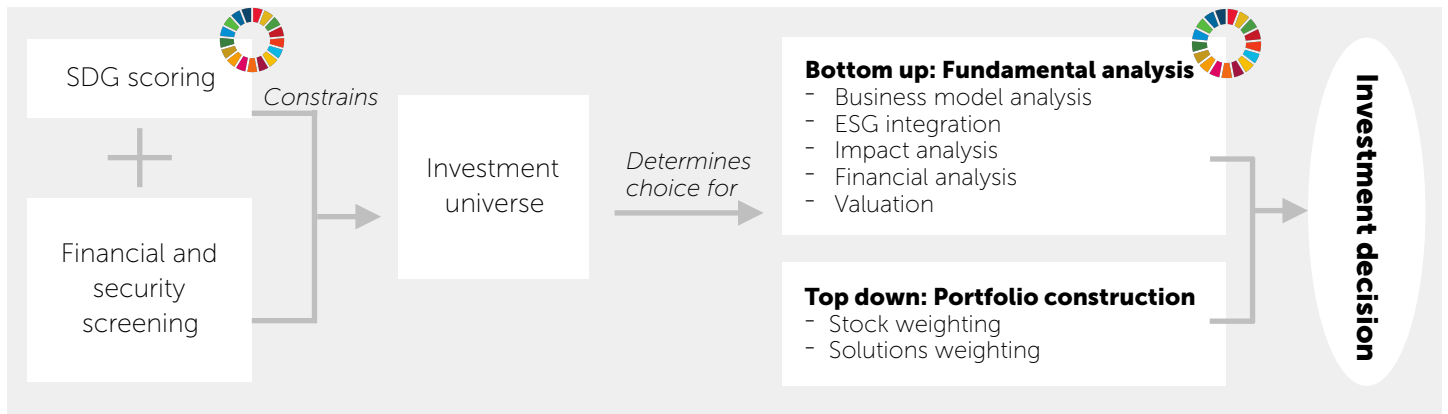 SDG scoring
Constrains
Financial and
security
screening
Investment
universe
Determines
choice for
Bottom up: Fundamental analysis
- Business model analysis
- ESG integration
- Impact analysis
- Financial analysis
- Valuation
Top down: Portfolio construction
- Stock weighting
- Solutions weighting
Investment decision